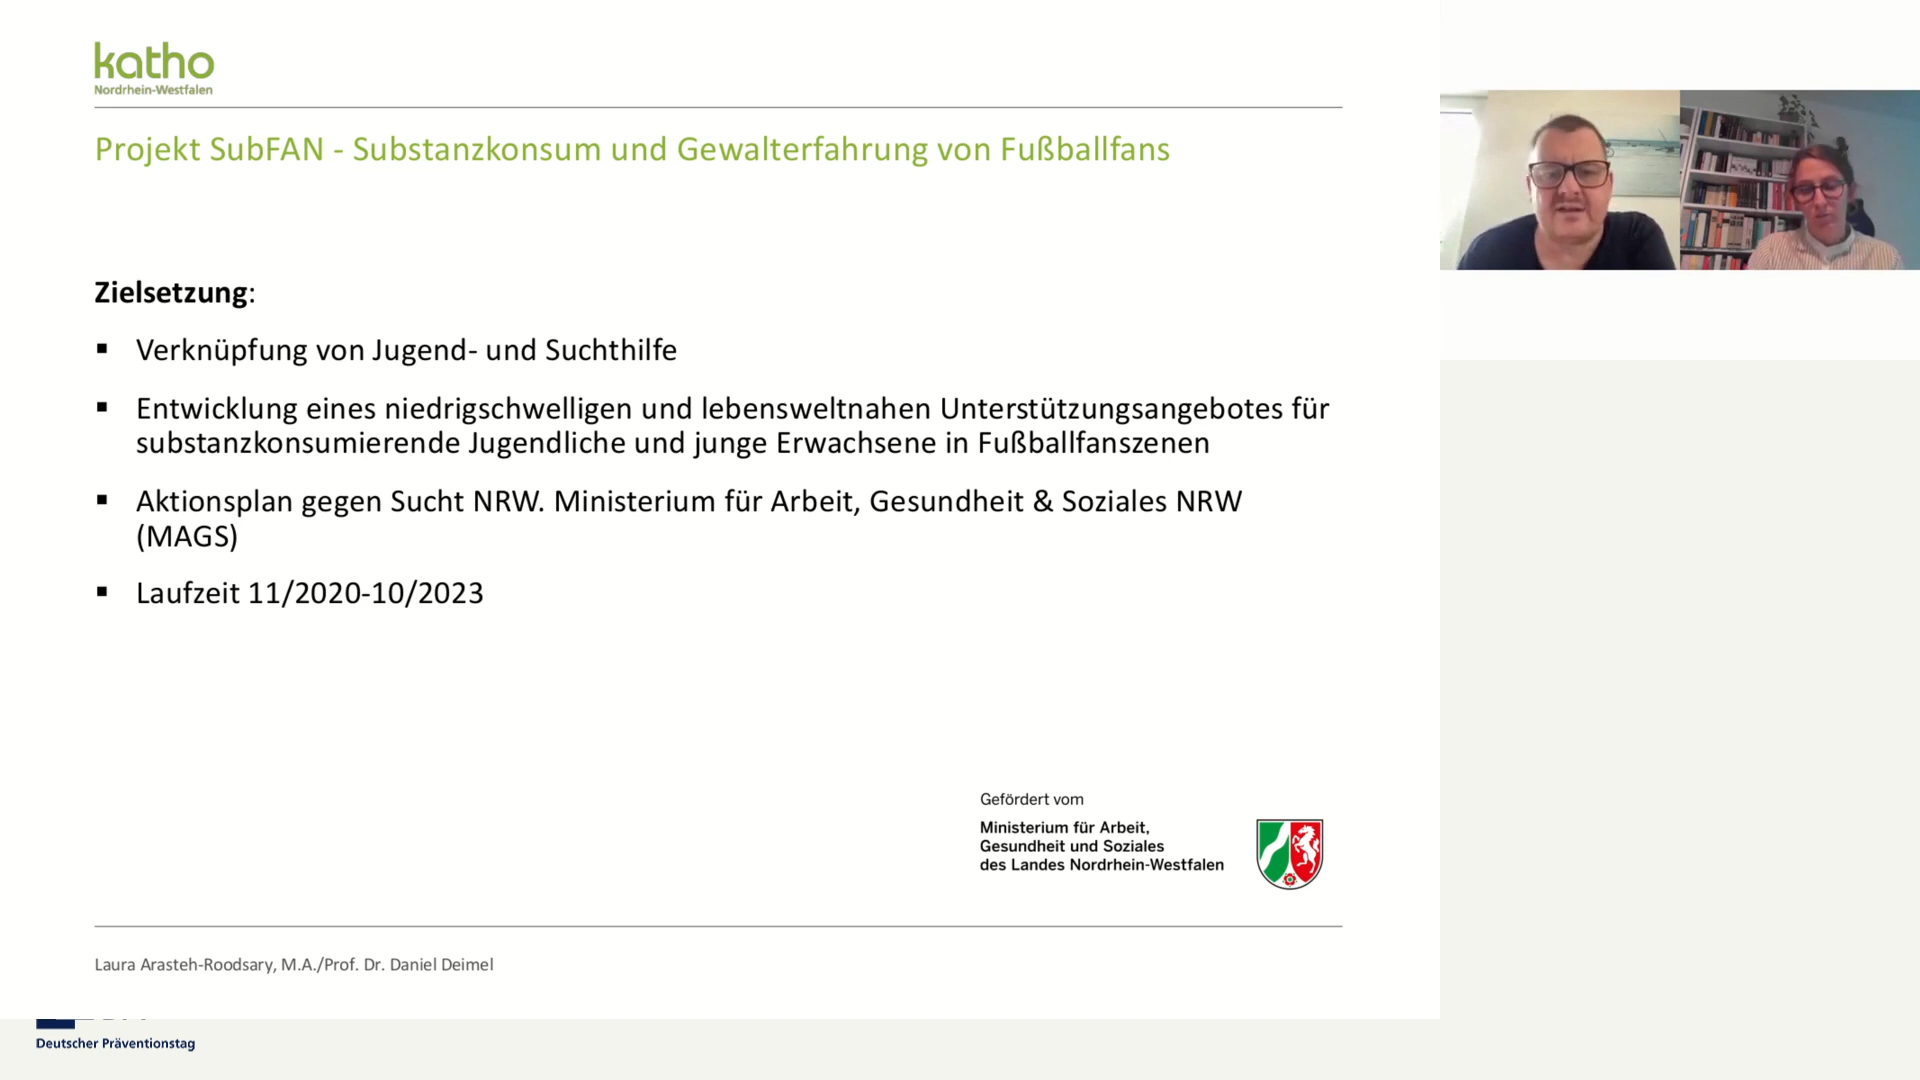 katho
Nordrhein-Westfalen
Projekt SubFAN - Substanzkonsum und Gewalterfahrung von Fußballfans
Zielsetzung:
▪ Verknüpfung von Jugend- und Suchthilfe
▪ Entwicklung eines niedrigschwelligen und lebensweltnahen Unterstützungsangebotes für
substanzkonsumierende Jugendliche und junge Erwachsene in Fußballfanszenen
▪ Aktionsplan gegen Sucht NRW. Ministerium für Arbeit, Gesundheit & Soziales NRW
(MAGS)
▪ Laufzeit 11/2020-10/2023
Gefördert vom
Ministerium für Arbeit,
Gesundheit und Soziales
des Landes Nordrhein-Westfalen
Laura Arasteh-Roodsary, M.A./Prof. Dr. Daniel Deimel
Deutscher Präventionstag